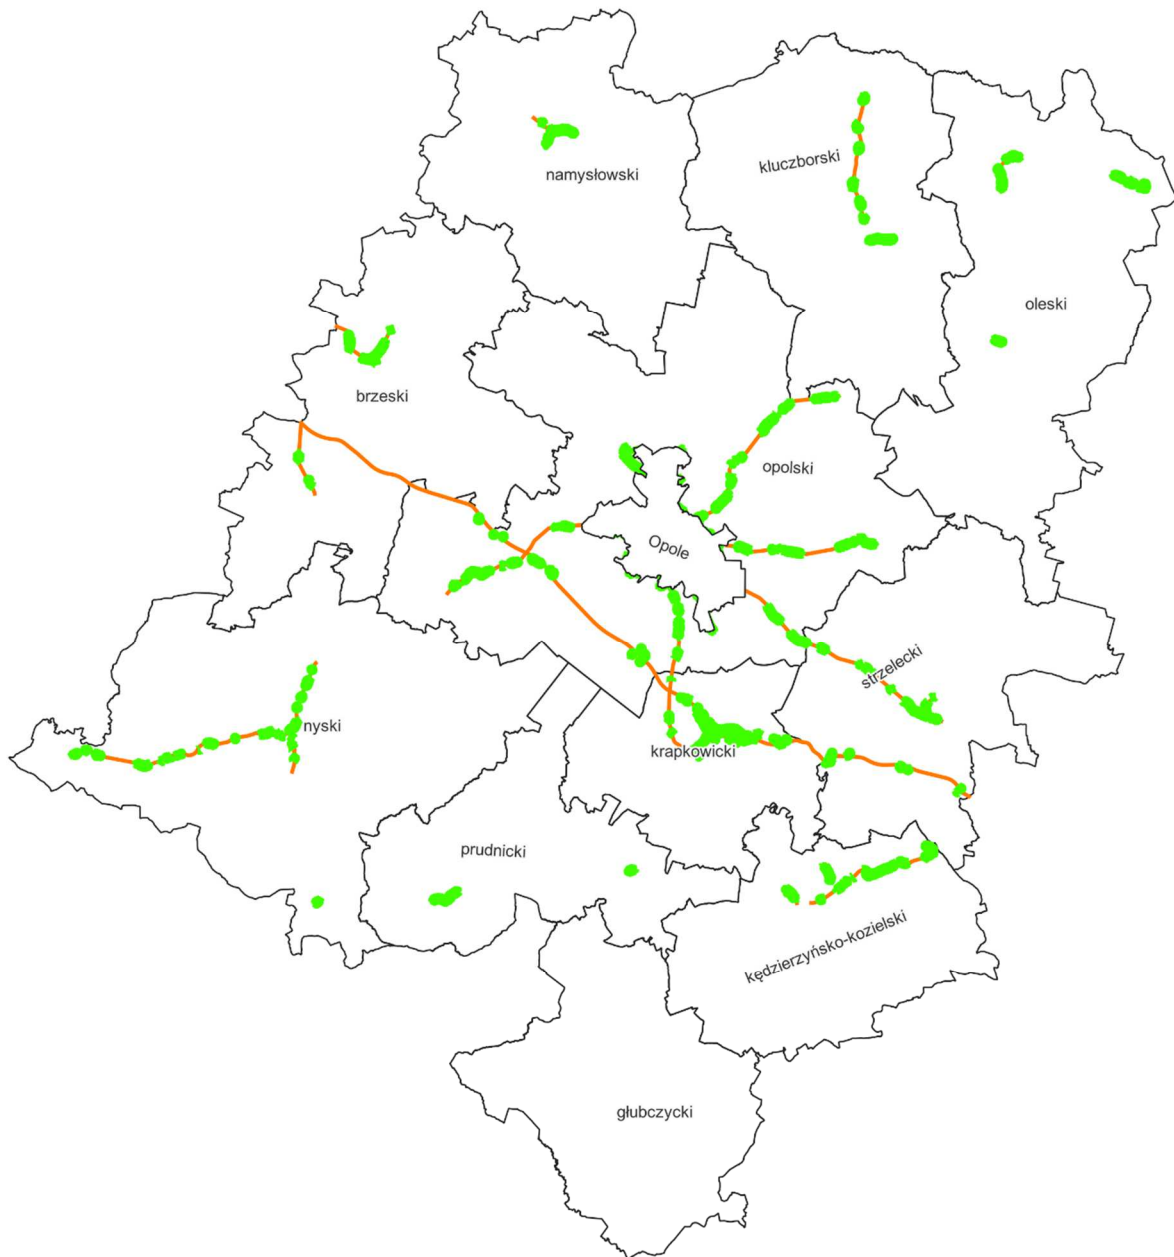 namysłowski
kluczborski
oleski
brzeski
opolski
Opole
strzelecki
nyski
krapkowicki
prudnicki
kędzierzyńsko-kozielski
głubczycki